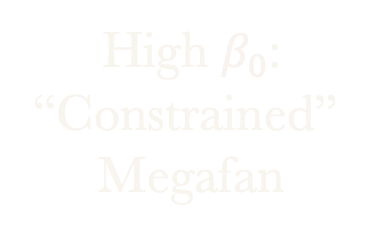 High β₀:
“Constrained”
Megafan